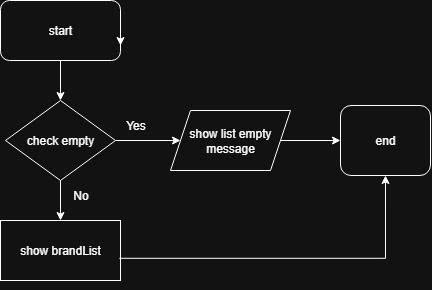 start
check empty
Yes
show list empty
message
end
No
show brandList